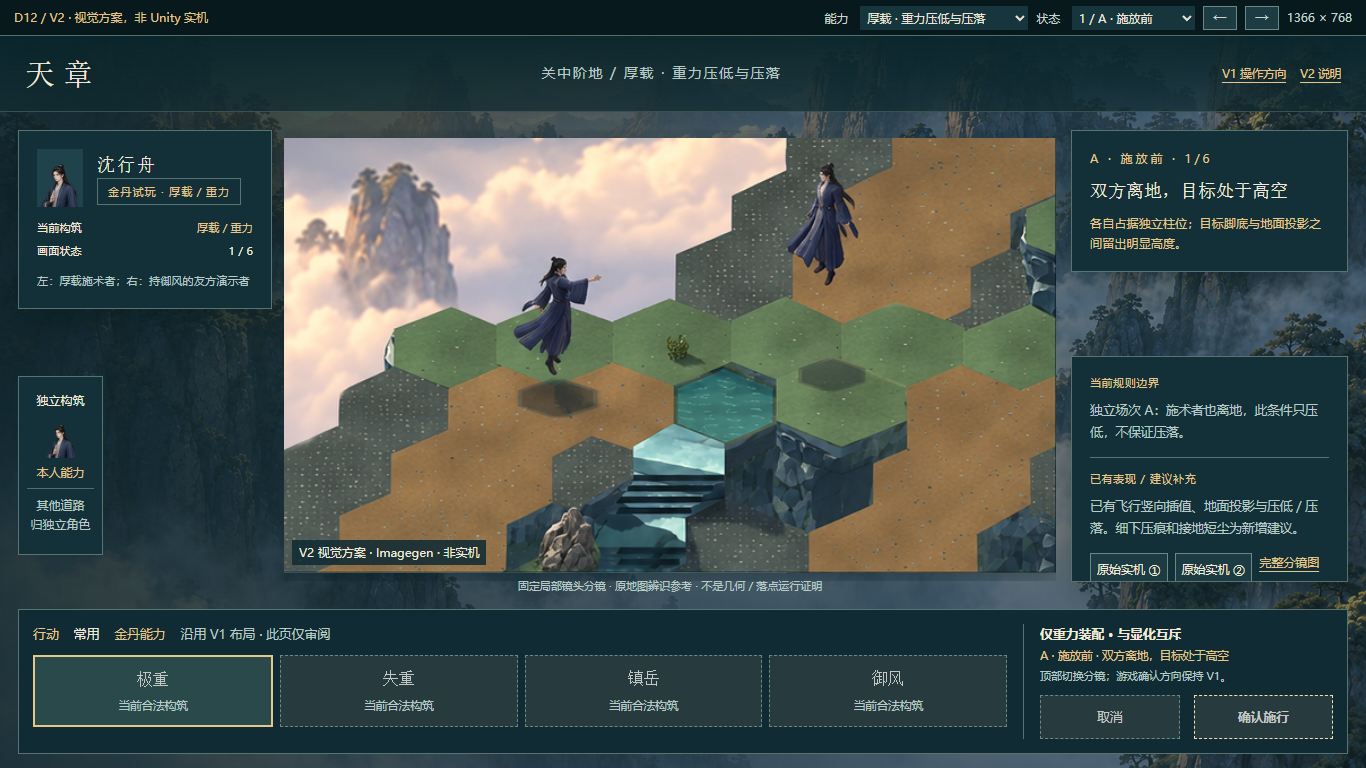 D12 / V2 · 视觉方案，非 Unity 实机
能力 厚载 · 重力压低与压落 状态 1 / A · 施放前 ← → 1366 × 768
天章
关中阶地 / 厚载 · 重力压低与压落
V1 操作方向 V2 说明
沈行舟
金丹试玩 · 厚载 / 重力
当前构筑 厚载 / 重力
画面状态 1 / 6
左：厚载施术者；右：持御风的友方演示者
独立构筑
本人能力
其他道路
归独立角色
V2 视觉方案 · Imagegen · 非实机
固定局部镜头分镜 · 原地图辨识参考 · 不是几何 / 落点运行证明
A · 施放前 · 1 / 6
双方离地，目标处于高空
各自占据独立柱位；目标脚底与地面投影之
间留出明显高度。
当前规则边界
独立场次 A：施术者也离地，此条件只压
低，不保证压落。
已有表现 / 建议补充
已有飞行竖向插值、地面投影与压低 / 压
落。细下压痕和接地短尘为新增建议。
原始实机 ① 原始实机 ② 完整分镜图
行动 常用 金丹能力 沿用 V1 布局 · 此页仅审阅
极重
当前合法构筑
失重
当前合法构筑
镇岳
当前合法构筑
御风
当前合法构筑
仅重力装配 · 与显化互斥
A · 施放前 · 双方离地，目标处于高空
顶部切换分镜；游戏确认方向保持 V1。
取消 确认施行